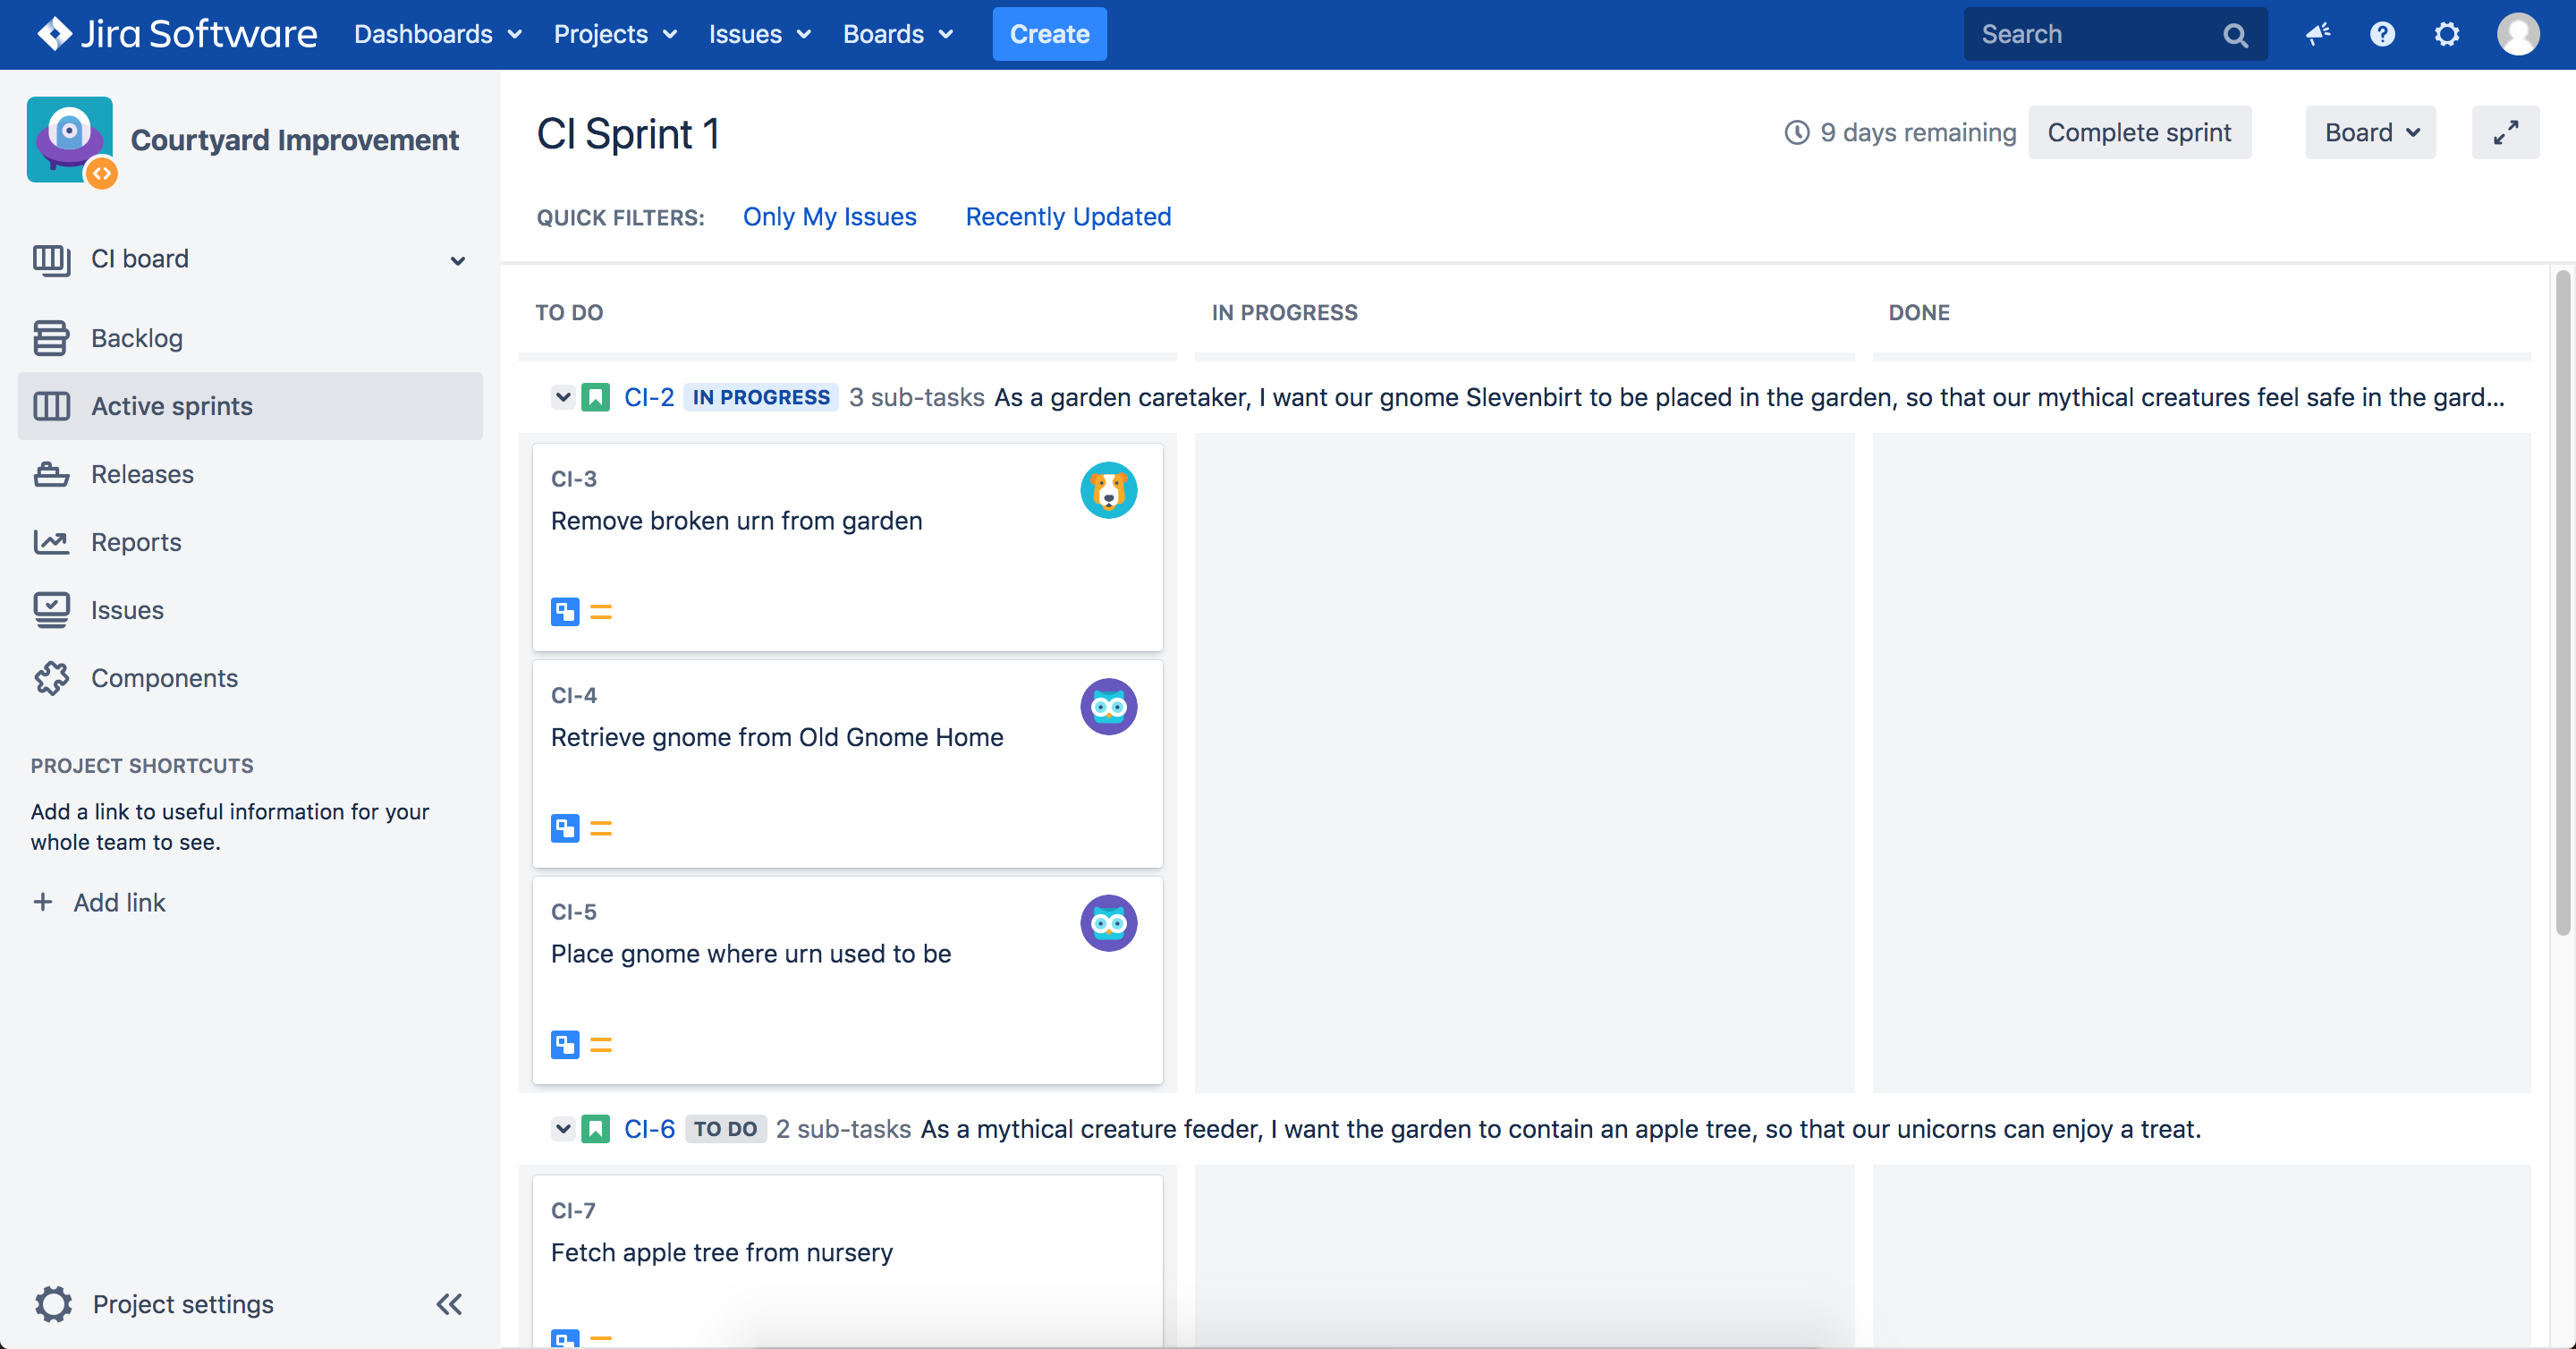 Jira Software Dashboards Projects Issues Boards Create Search
Courtyard Improvement
CI board
Backlog
Active sprints
Releases
Reports
Issues
Components
PROJECT SHORTCUTS
Add a link to useful information for your
whole team to see.
+ Add link
Project settings
CI Sprint 1
9 days remaining Complete sprint Board
QUICK FILTERS: Only My Issues Recently Updated
TO DO IN PROGRESS DONE
CI-2 IN PROGRESS 3 sub-tasks As a garden caretaker, I want our gnome Slevenbirt to be placed in the garden, so that our mythical creatures feel safe in the gard...
CI-3
Remove broken urn from garden
CI-4
Retrieve gnome from Old Gnome Home
CI-5
Place gnome where urn used to be
CI-6 TO DO 2 sub-tasks As a mythical creature feeder, I want the garden to contain an apple tree, so that our unicorns can enjoy a treat.
CI-7
Fetch apple tree from nursery